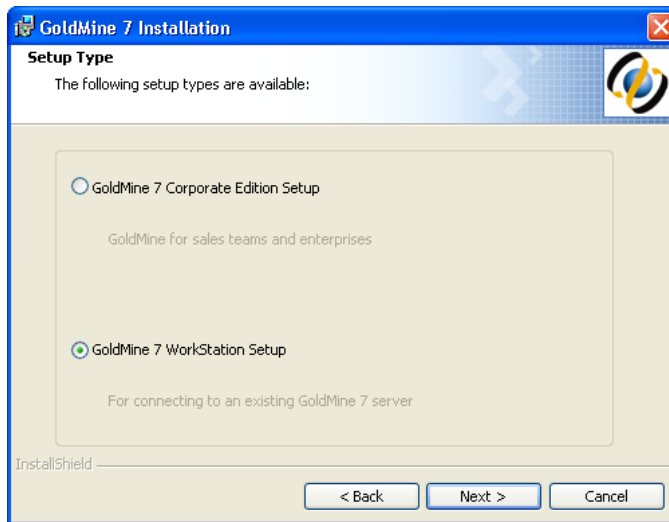 GoldMine 7 Installation
Setup Type
The following setup types are available:
GoldMine 7 Corporate Edition Setup
GoldMine for sales teams and enterprises
GoldMine 7 WorkStation Setup
For connecting to an existing GoldMine 7 server
InstallShield
< Back
Next >
Cancel